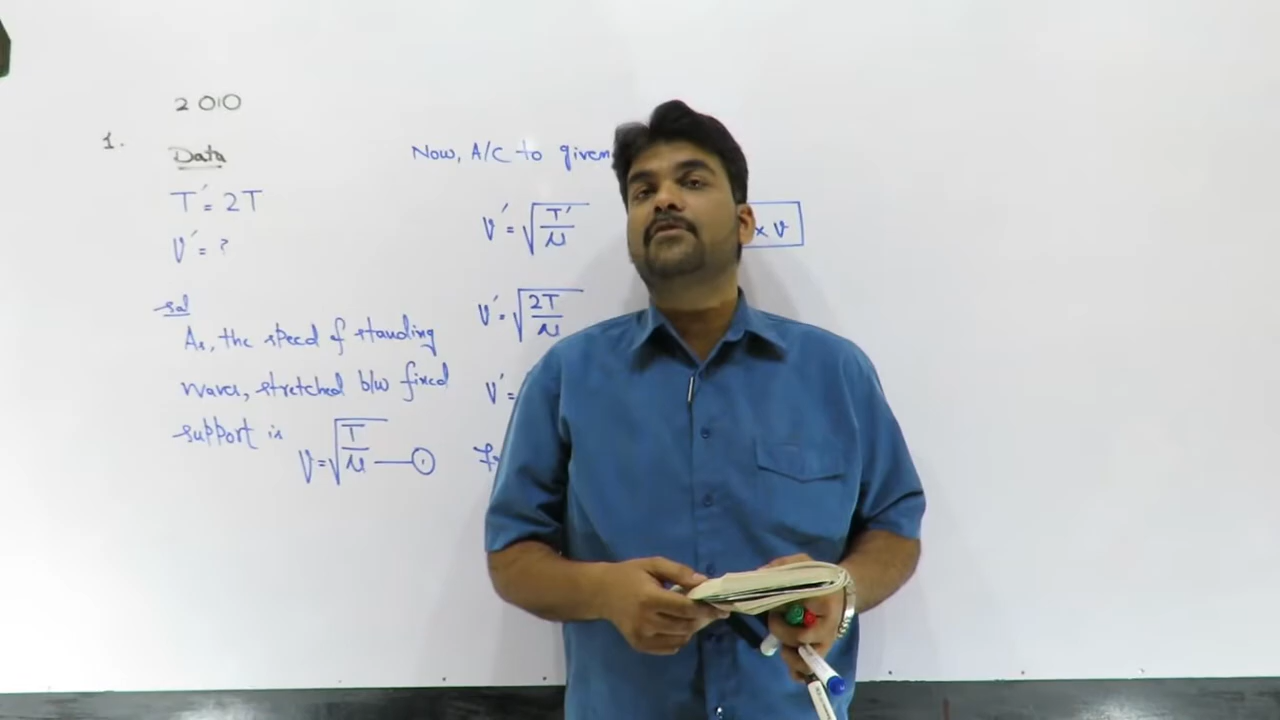 2010
1.
Data
T' = 2T
V' = ?
sol
As, the speed of standing
waves, stretched b/w fixed
support is
V = √(T/μ) —①
Now, A/C to given
V' = √(T'/μ)
V' = √(2T/μ)
V' =
x V